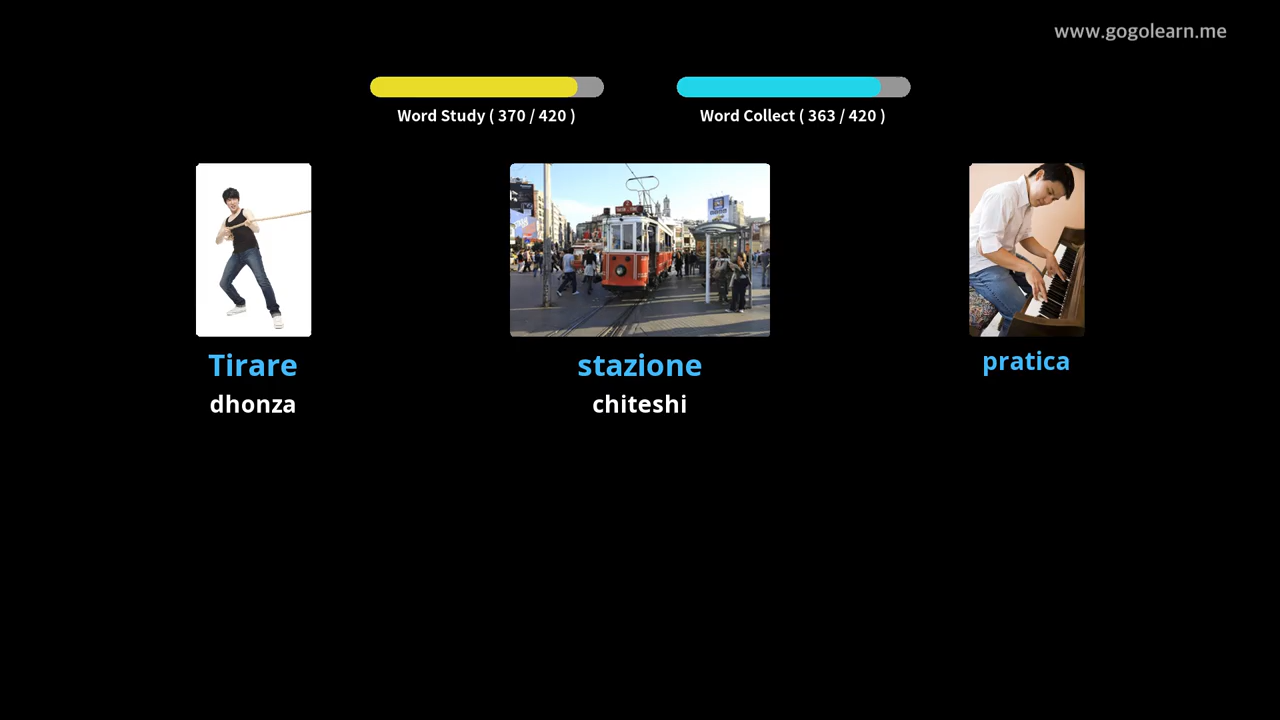 www.gogolearn.me
Word Study ( 370 / 420 )
Word Collect ( 363 / 420 )
Tirare
stazione
pratica
dhonza
chiteshi